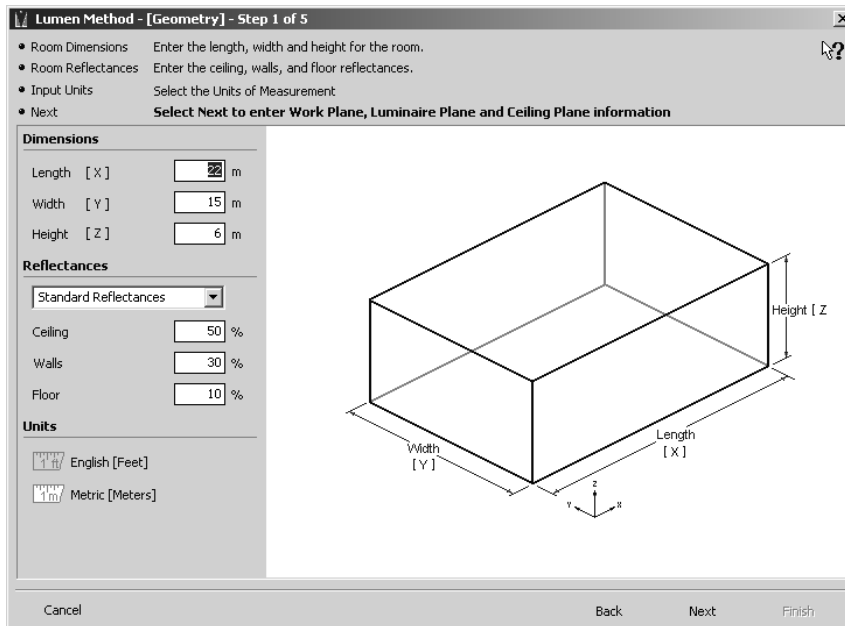 Lumen Method - [Geometry] - Step 1 of 5
Room Dimensions Enter the length, width and height for the room.
Room Reflectances Enter the ceiling, walls, and floor reflectances.
Input Units Select the Units of Measurement
Next Select Next to enter Work Plane, Luminaire Plane and Ceiling Plane information
Dimensions
Length [ X ] 22 m
Width [ Y ] 15 m
Height [ Z ] 6 m
Reflectances
Standard Reflectances
Ceiling 50 %
Walls 30 %
Floor 10 %
Units
1 ft English [Feet]
1 m Metric [Meters]
Height [ Z
Width
[ Y ]
Length
[ X ]
Z
Y
X
Cancel Back Next Finish